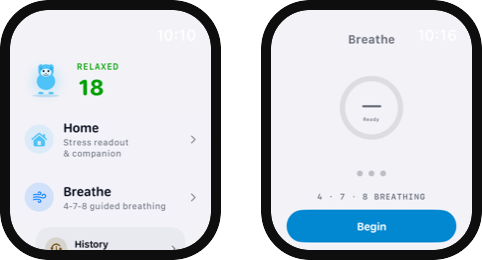 10:10
RELAXED
18
Home
Stress readout
& companion
Breathe
4-7-8 guided breathing
History
Breathe
10:16
Ready
4 · 7 · 8 BREATHING
Begin